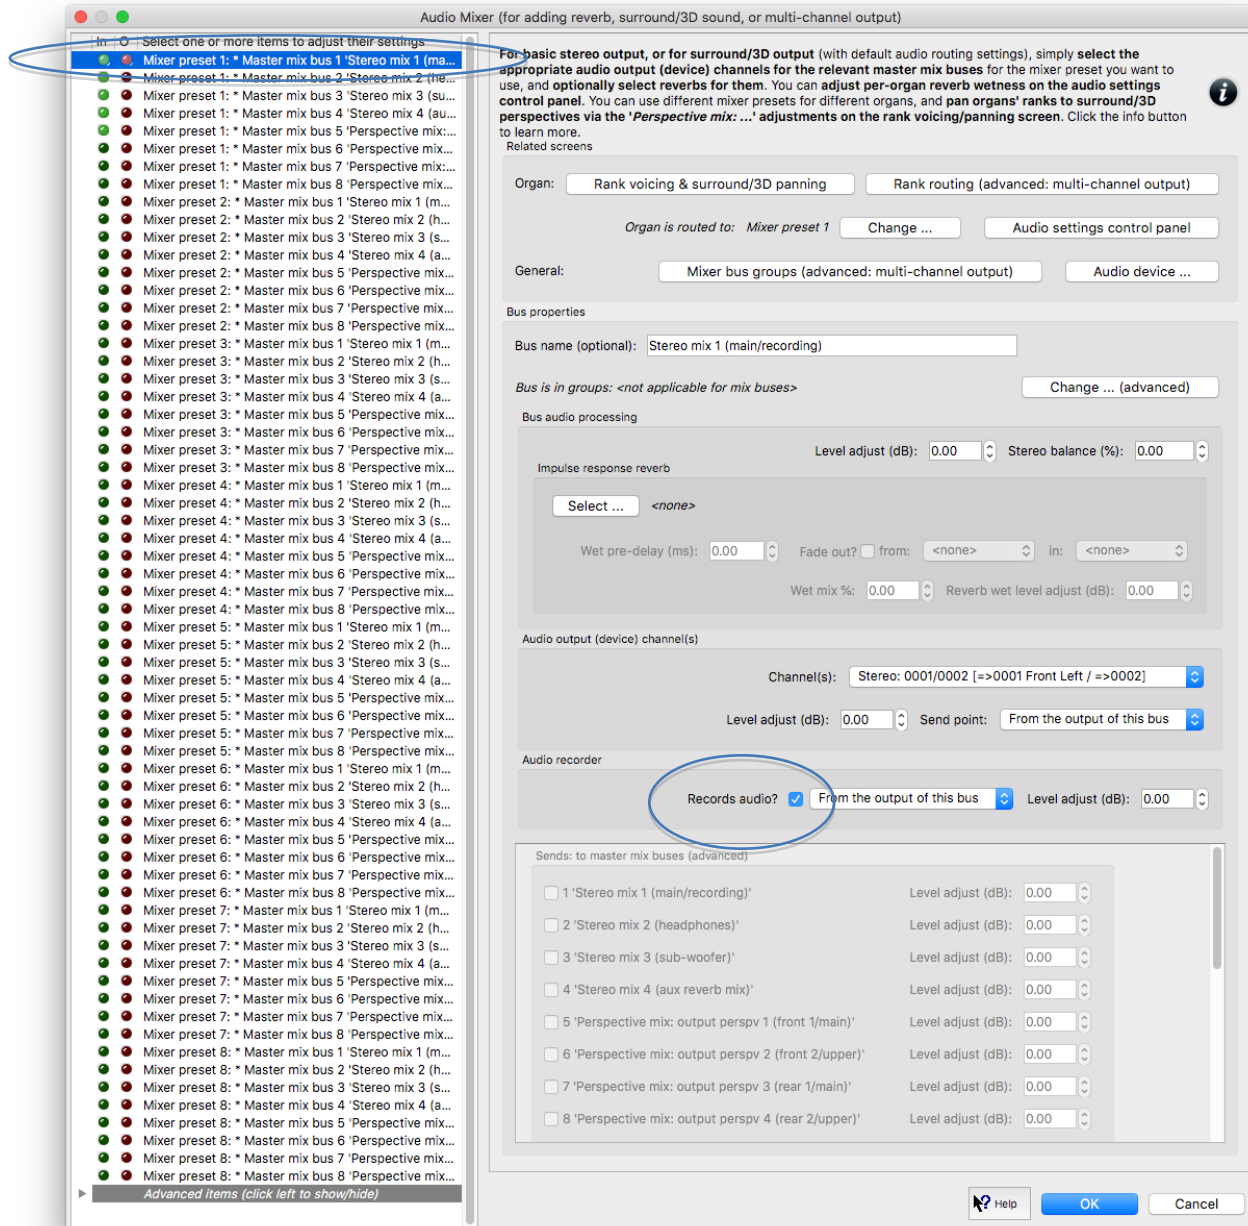 Audio Mixer (for adding reverb, surround/3D sound, or multi-channel output)
In O Select one or more items to adjust their settings
Mixer preset 1: * Master mix bus 1 'Stereo mix 1 (ma...
Mixer preset 1: * Master mix bus 2 'Stereo mix 2 (he...
Mixer preset 1: * Master mix bus 3 'Stereo mix 3 (su...
Mixer preset 1: * Master mix bus 4 'Stereo mix 4 (au...
Mixer preset 1: * Master mix bus 5 'Perspective mix:...
Mixer preset 1: * Master mix bus 6 'Perspective mix...
Mixer preset 1: * Master mix bus 7 'Perspective mix:...
Mixer preset 1: * Master mix bus 8 'Perspective mix...
Mixer preset 2: * Master mix bus 1 'Stereo mix 1 (m...
Mixer preset 2: * Master mix bus 2 'Stereo mix 2 (h...
Mixer preset 2: * Master mix bus 3 'Stereo mix 3 (s...
Mixer preset 2: * Master mix bus 4 'Stereo mix 4 (a...
Mixer preset 2: * Master mix bus 5 'Perspective mix...
Mixer preset 2: * Master mix bus 6 'Perspective mix...
Mixer preset 2: * Master mix bus 7 'Perspective mix...
Mixer preset 2: * Master mix bus 8 'Perspective mix...
Mixer preset 3: * Master mix bus 1 'Stereo mix 1 (m...
Mixer preset 3: * Master mix bus 2 'Stereo mix 2 (h...
Mixer preset 3: * Master mix bus 3 'Stereo mix 3 (s...
Mixer preset 3: * Master mix bus 4 'Stereo mix 4 (a...
Mixer preset 3: * Master mix bus 5 'Perspective mix...
Mixer preset 3: * Master mix bus 6 'Perspective mix...
Mixer preset 3: * Master mix bus 7 'Perspective mix...
Mixer preset 3: * Master mix bus 8 'Perspective mix...
Mixer preset 4: * Master mix bus 1 'Stereo mix 1 (m...
Mixer preset 4: * Master mix bus 2 'Stereo mix 2 (h...
Mixer preset 4: * Master mix bus 3 'Stereo mix 3 (s...
Mixer preset 4: * Master mix bus 4 'Stereo mix 4 (a...
Mixer preset 4: * Master mix bus 5 'Perspective mix...
Mixer preset 4: * Master mix bus 6 'Perspective mix...
Mixer preset 4: * Master mix bus 7 'Perspective mix...
Mixer preset 4: * Master mix bus 8 'Perspective mix...
Mixer preset 5: * Master mix bus 1 'Stereo mix 1 (m...
Mixer preset 5: * Master mix bus 2 'Stereo mix 2 (h...
Mixer preset 5: * Master mix bus 3 'Stereo mix 3 (s...
Mixer preset 5: * Master mix bus 4 'Stereo mix 4 (a...
Mixer preset 5: * Master mix bus 5 'Perspective mix...
Mixer preset 5: * Master mix bus 6 'Perspective mix...
Mixer preset 5: * Master mix bus 7 'Perspective mix...
Mixer preset 5: * Master mix bus 8 'Perspective mix...
Mixer preset 6: * Master mix bus 1 'Stereo mix 1 (m...
Mixer preset 6: * Master mix bus 2 'Stereo mix 2 (h...
Mixer preset 6: * Master mix bus 3 'Stereo mix 3 (s...
Mixer preset 6: * Master mix bus 4 'Stereo mix 4 (a...
Mixer preset 6: * Master mix bus 5 'Perspective mix...
Mixer preset 6: * Master mix bus 6 'Perspective mix...
Mixer preset 6: * Master mix bus 7 'Perspective mix...
Mixer preset 6: * Master mix bus 8 'Perspective mix...
Mixer preset 7: * Master mix bus 1 'Stereo mix 1 (m...
Mixer preset 7: * Master mix bus 2 'Stereo mix 2 (h...
Mixer preset 7: * Master mix bus 3 'Stereo mix 3 (s...
Mixer preset 7: * Master mix bus 4 'Stereo mix 4 (a...
Mixer preset 7: * Master mix bus 5 'Perspective mix...
Mixer preset 7: * Master mix bus 6 'Perspective mix...
Mixer preset 7: * Master mix bus 7 'Perspective mix...
Mixer preset 7: * Master mix bus 8 'Perspective mix...
Mixer preset 8: * Master mix bus 1 'Stereo mix 1 (m...
Mixer preset 8: * Master mix bus 2 'Stereo mix 2 (h...
Mixer preset 8: * Master mix bus 3 'Stereo mix 3 (s...
Mixer preset 8: * Master mix bus 4 'Stereo mix 4 (a...
Mixer preset 8: * Master mix bus 5 'Perspective mix...
Mixer preset 8: * Master mix bus 6 'Perspective mix...
Mixer preset 8: * Master mix bus 7 'Perspective mix...
Mixer preset 8: * Master mix bus 8 'Perspective mix...
Advanced items (click left to show/hide)
For basic stereo output, or for surround/3D output (with default audio routing settings), simply select the
appropriate audio output (device) channels for the relevant master mix buses for the mixer preset you want to
use, and optionally select reverbs for them. You can adjust per-organ reverb wetness on the audio settings
control panel. You can use different mixer presets for different organs, and pan organs' ranks to surround/3D
perspectives via the 'Perspective mix: ...' adjustments on the rank voicing/panning screen. Click the info button
to learn more.
Related screens
Organ: Rank voicing & surround/3D panning Rank routing (advanced: multi-channel output)
Organ is routed to: Mixer preset 1 Change ... Audio settings control panel
General: Mixer bus groups (advanced: multi-channel output) Audio device ...
Bus properties
Bus name (optional): Stereo mix 1 (main/recording)
Bus is in groups: <not applicable for mix buses> Change ... (advanced)
Bus audio processing
Level adjust (dB): 0.00 Stereo balance (%): 0.00
Impulse response reverb
Select ... <none>
Wet pre-delay (ms): 0.00 Fade out? from: <none> in: <none>
Wet mix %: 0.00 Reverb wet level adjust (dB): 0.00
Audio output (device) channel(s)
Channel(s): Stereo: 0001/0002 [=>0001 Front Left / =>0002]
Level adjust (dB): 0.00 Send point: From the output of this bus
Audio recorder
Records audio? From the output of this bus Level adjust (dB): 0.00
Sends: to master mix buses (advanced)
1 'Stereo mix 1 (main/recording)' Level adjust (dB): 0.00
2 'Stereo mix 2 (headphones)' Level adjust (dB): 0.00
3 'Stereo mix 3 (sub-woofer)' Level adjust (dB): 0.00
4 'Stereo mix 4 (aux reverb mix)' Level adjust (dB): 0.00
5 'Perspective mix: output perspv 1 (front 1/main)' Level adjust (dB): 0.00
6 'Perspective mix: output perspv 2 (front 2/upper)' Level adjust (dB): 0.00
7 'Perspective mix: output perspv 3 (rear 1/main)' Level adjust (dB): 0.00
8 'Perspective mix: output perspv 4 (rear 2/upper)' Level adjust (dB): 0.00
Help OK Cancel